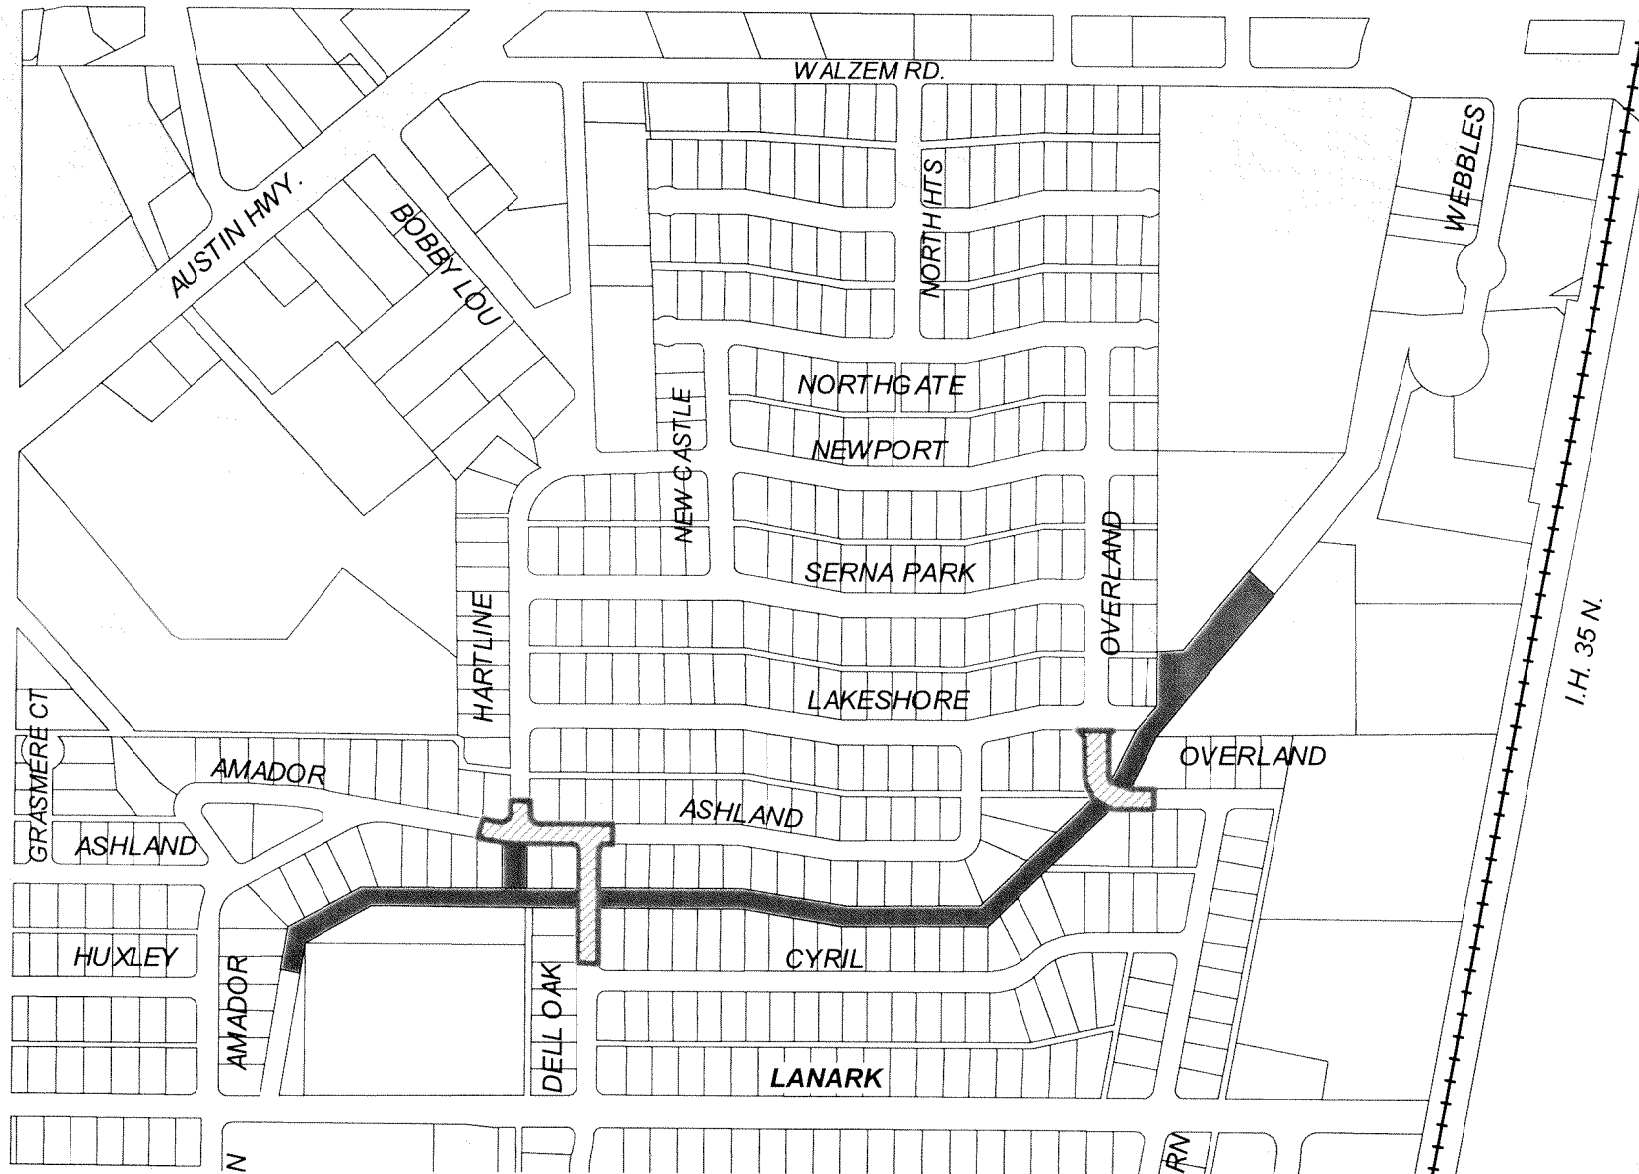 WALZEM RD.
WEBBLES
AUSTIN HWY.
BOBBY LOU
NORTH HTS
NORTHGATE
NEW CASTLE
NEWPORT
OVERLAND
SERNA PARK
HARTLINE
I.H. 35 N.
LAKESHORE
GRASMERE CT
AMADOR
OVERLAND
ASHLAND
ASHLAND
HUXLEY
CYRIL
AMADOR
DELL OAK
LANARK
N
RN